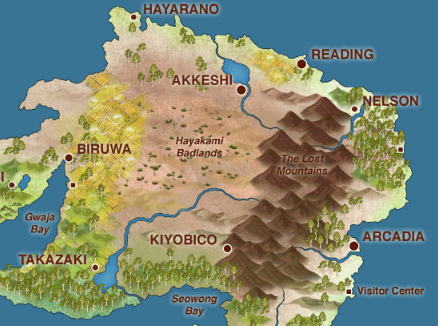 HAYARANO
READING
AKKESHI
NELSON
Hayakami
Badlands
BIRUWA
The Lost
Mountains
I
Gwaja
Bay
KIYOBICO
ARCADIA
TAKAZAKI
Visitor Center
Seowong
Bay